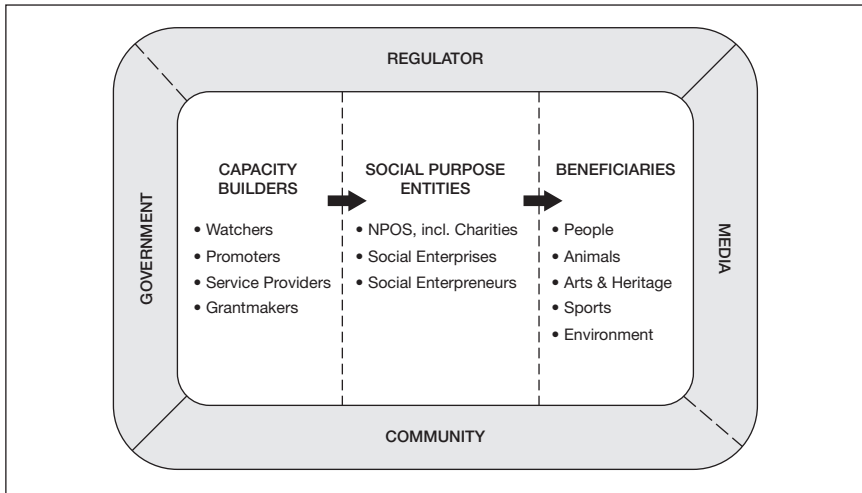 REGULATOR
GOVERNMENT
CAPACITY
BUILDERS
• Watchers
• Promoters
• Service Providers
• Grantmakers
SOCIAL PURPOSE
ENTITIES
• NPOS, incl. Charities
• Social Enterprises
• Social Enterpreneurs
BENEFICIARIES
• People
• Animals
• Arts & Heritage
• Sports
• Environment
MEDIA
COMMUNITY